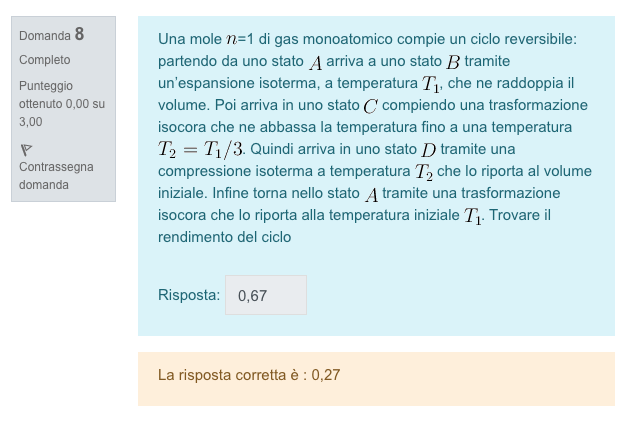 Domanda 8
Completo
Punteggio
ottenuto 0,00 su
3,00
Contrassegna
domanda
Una mole n=1 di gas monoatomico compie un ciclo reversibile:
partendo da uno stato A arriva a uno stato B tramite
un'espansione isoterma, a temperatura T₁, che ne raddoppia il
volume. Poi arriva in uno stato C compiendo una trasformazione
isocora che ne abbassa la temperatura fino a una temperatura
T₂ = T₁/3. Quindi arriva in uno stato D tramite una
compressione isoterma a temperatura T₂ che lo riporta al volume
iniziale. Infine torna nello stato A tramite una trasformazione
isocora che lo riporta alla temperatura iniziale T₁. Trovare il
rendimento del ciclo
Risposta: 0,67
La risposta corretta è : 0,27